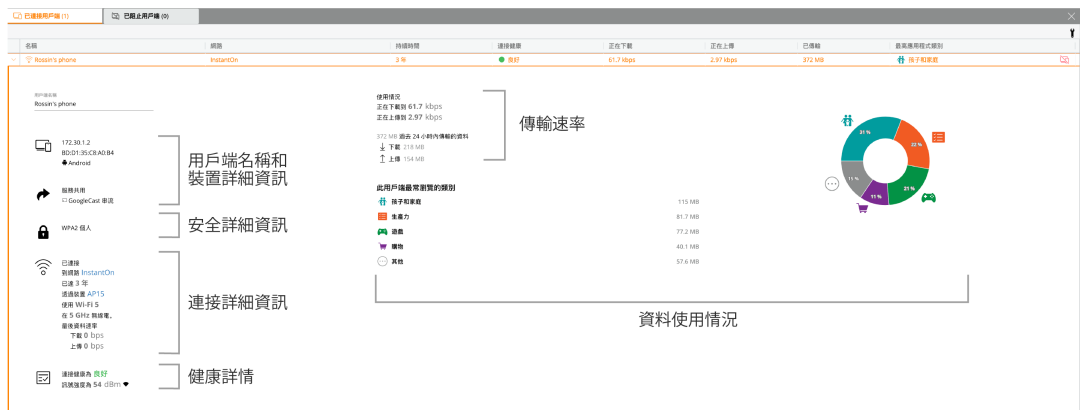 已連接用戶端 (1)
已阻止用戶端 (0)
名稱 網路 持續時間 連接健康 正在下載 正在上傳 已傳輸 最高應用程式類別
Rossin's phone InstantOn 3 年 良好 61.7 kbps 2.97 kbps 372 MB 孩子和家庭
用戶端名稱
Rossin's phone
172.30.1.2
BD:D1:35:C8:A0:B4
Android
服務共用
GoogleCast 串流
用戶端名稱和
裝置詳細資訊
WPA2 個人
安全詳細資訊
已連接
到網路 InstantOn
已達 3 年
透過裝置 AP15
使用 Wi-Fi 5
在 5 GHz 無線電。
最後資料速率
下載 0 bps
上傳 0 bps
連接詳細資訊
連接健康為 良好
訊號強度為 54 dBm
健康詳情
使用情況
正在下載到 61.7 kbps
正在上傳到 2.97 kbps
372 MB 過去 24 小時內傳輸的資料.
下載 218 MB
上傳 154 MB
傳輸速率
此用戶端最常瀏覽的類別
孩子和家庭 115 MB
生產力 81.7 MB
遊戲 77.2 MB
購物 40.1 MB
其他 57.6 MB
31 %
22 %
21 %
11 %
11 %
資料使用情況